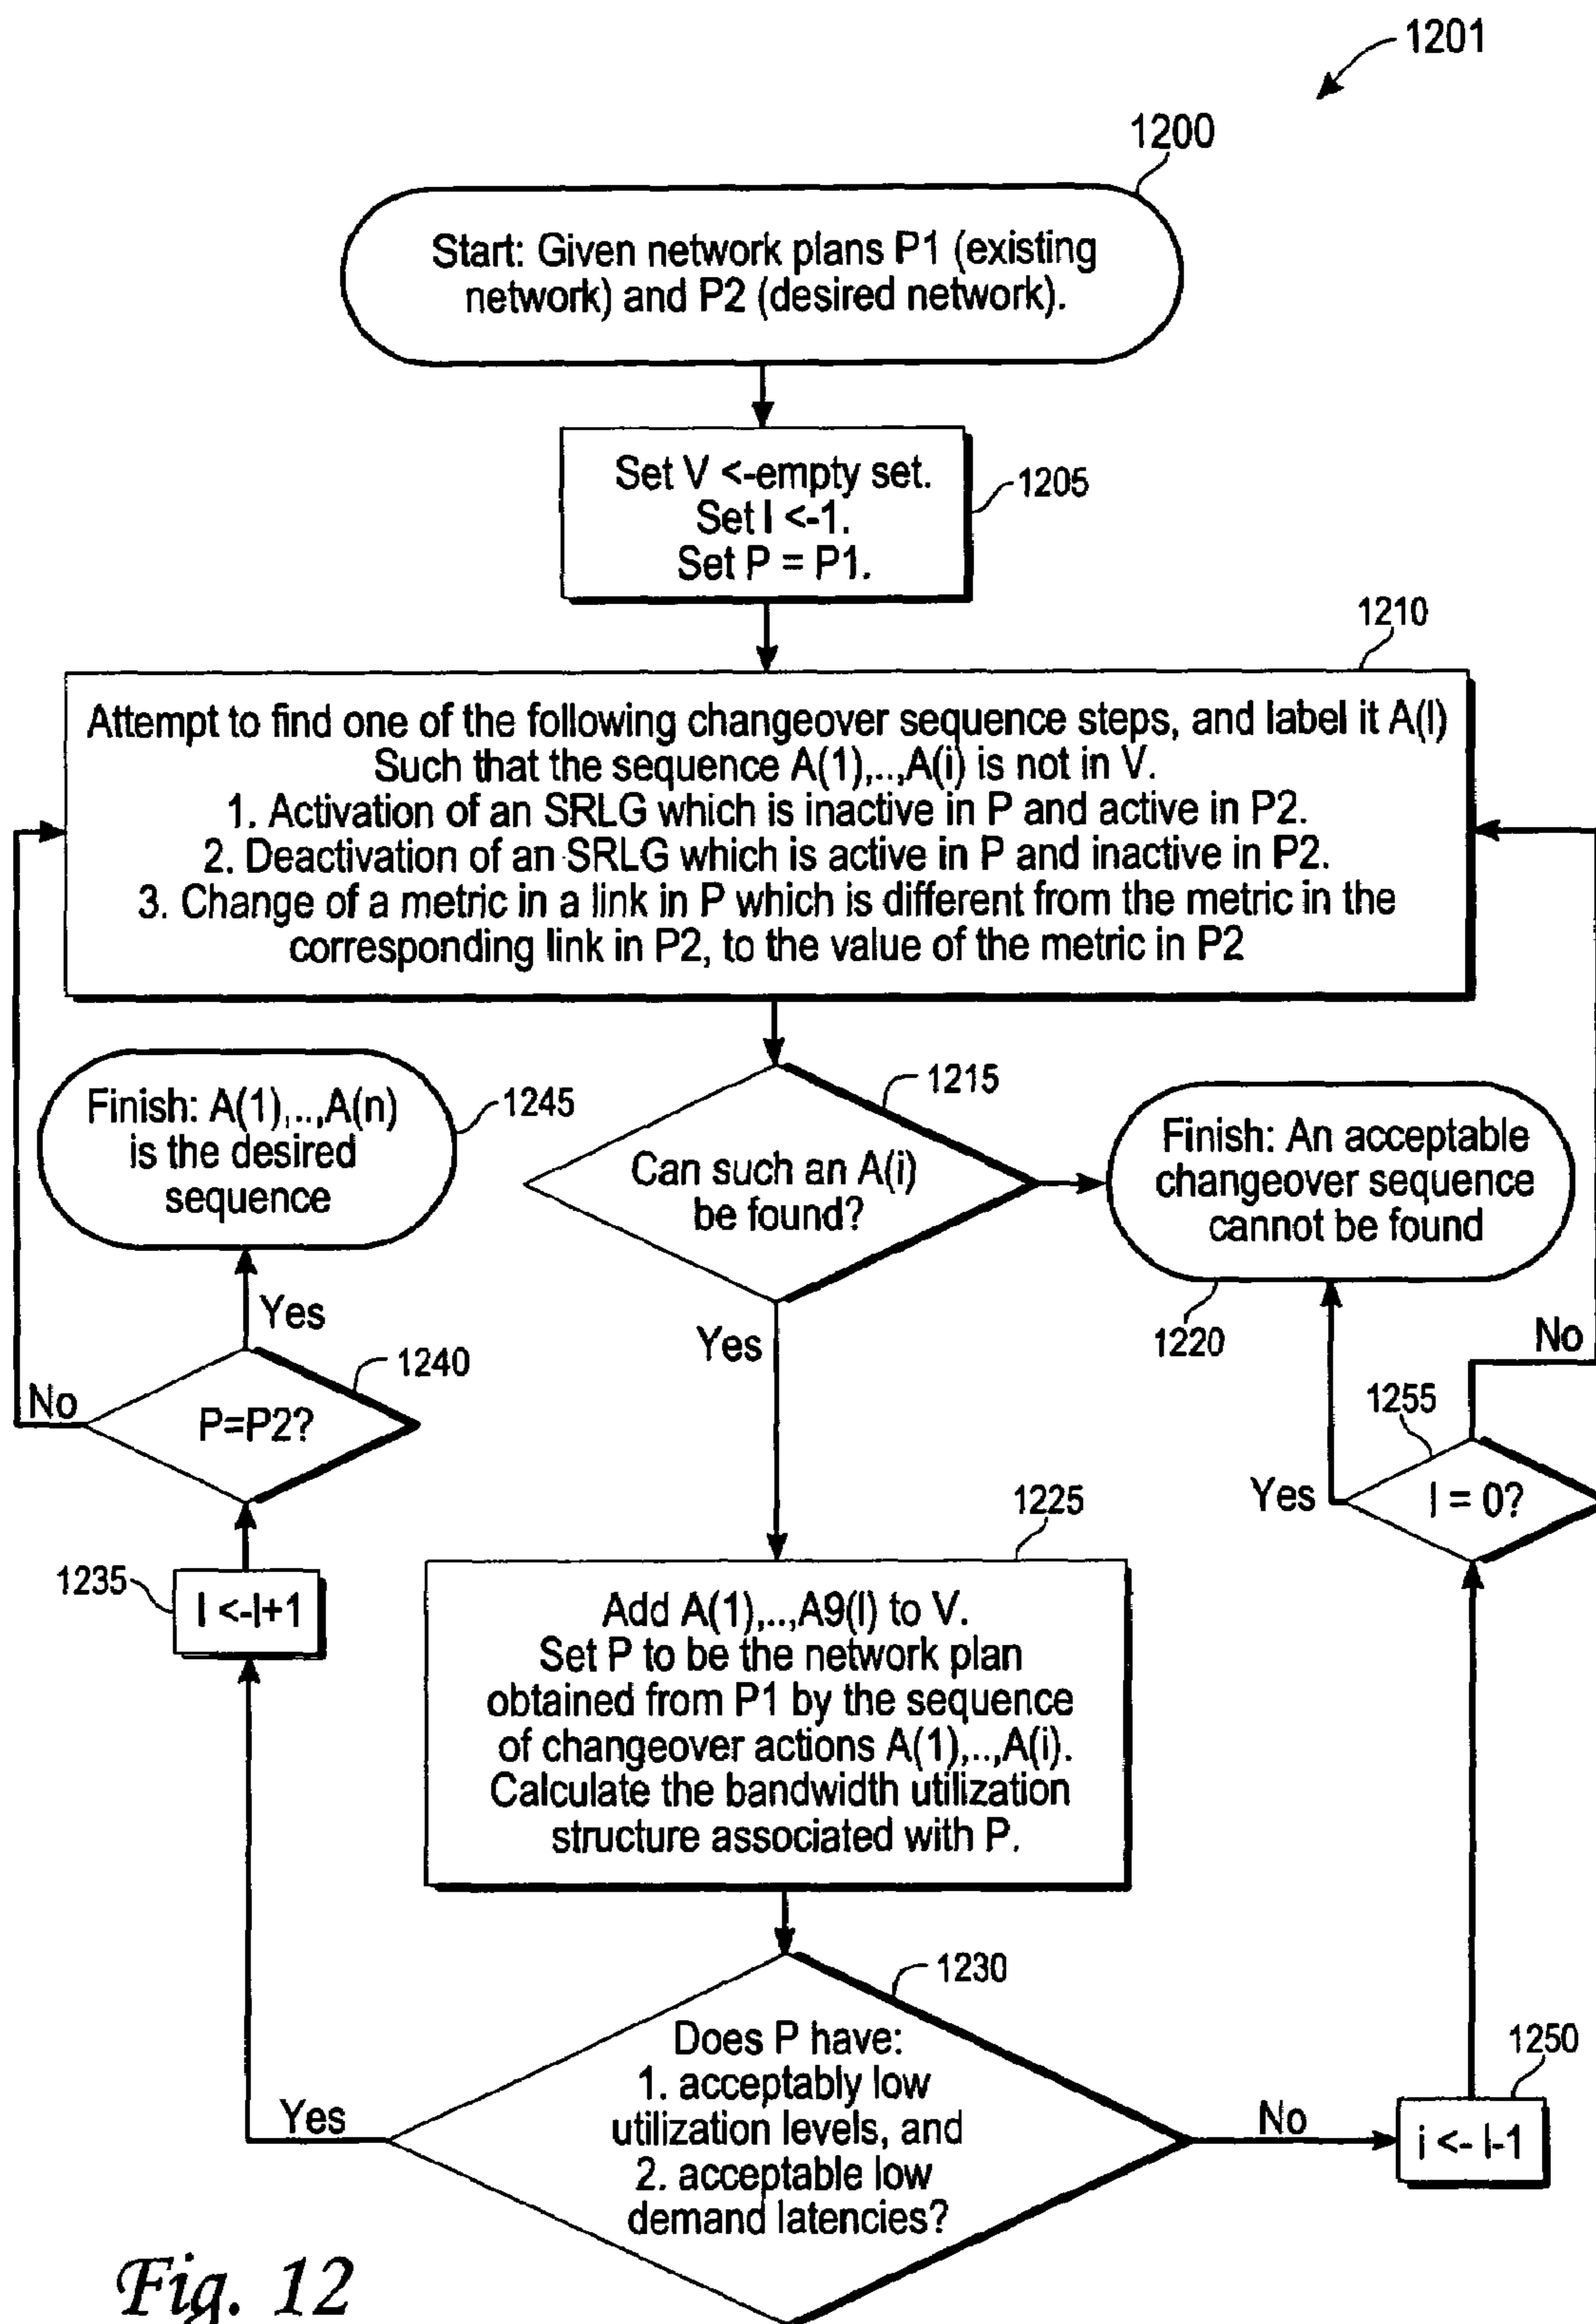 1201
1200
Start: Given network plans P1 (existing
network) and P2 (desired network).
Set V <-empty set.
Set I <-1.
Set P = P1.
1205
1210
Attempt to find one of the following changeover sequence steps, and label it A(I)
Such that the sequence A(1),..,A(i) is not in V.
1. Activation of an SRLG which is inactive in P and active in P2.
2. Deactivation of an SRLG which is active in P and inactive in P2.
3. Change of a metric in a link in P which is different from the metric in the
corresponding link in P2, to the value of the metric in P2
Finish: A(1),..,A(n)
is the desired
sequence
1245
1215
Can such an A(i)
be found?
Finish: An acceptable
changeover sequence
cannot be found
1220
Yes
Yes
No
1240
P=P2?
No
1255
I = 0?
Yes
1235
I <-I+1
1225
Add A(1),..,A9(I) to V.
Set P to be the network plan
obtained from P1 by the sequence
of changeover actions A(1),..,A(i).
Calculate the bandwidth utilization
structure associated with P.
1230
Does P have:
1. acceptably low
utilization levels, and
2. acceptable low
demand latencies?
Yes
No
1250
i <- I-1
Fig. 12